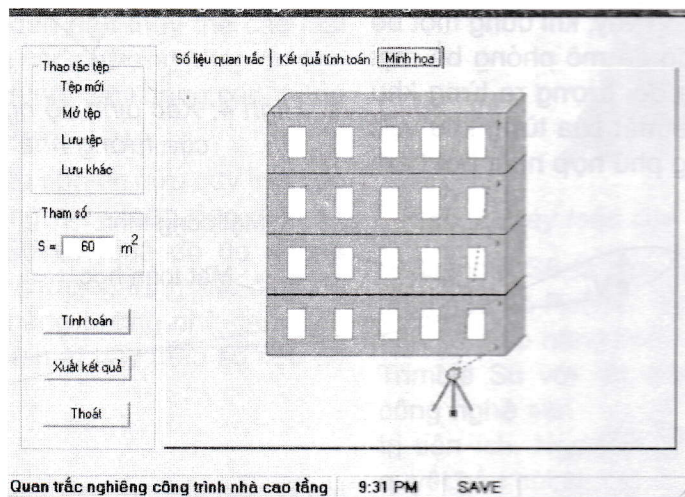 Số liệu quan trắc Kết quả tính toán Minh hoạ
Thao tác tệp
Tệp mới
Mở tệp
Lưu tệp
Lưu khác
Tham số
S = 60 m²
Tính toán
Xuất kết quả
Thoát
Quan trắc nghiêng công trình nhà cao tầng 9:31 PM SAVE